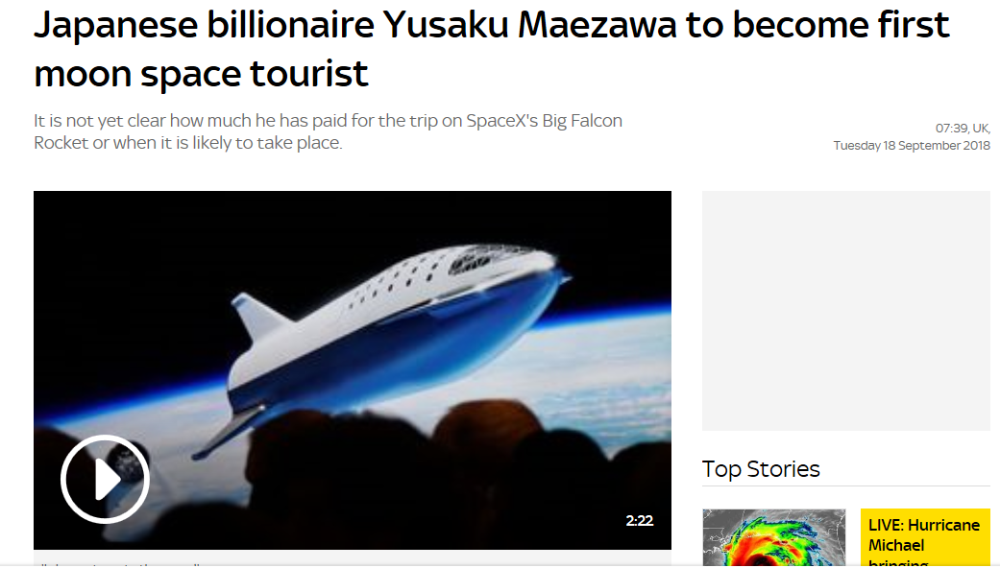 Japanese billionaire Yusaku Maezawa to become first
moon space tourist
It is not yet clear how much he has paid for the trip on SpaceX's Big Falcon
Rocket or when it is likely to take place.
07:39, UK,
Tuesday 18 September 2018
2:22
Top Stories
LIVE: Hurricane
Michael
bringing